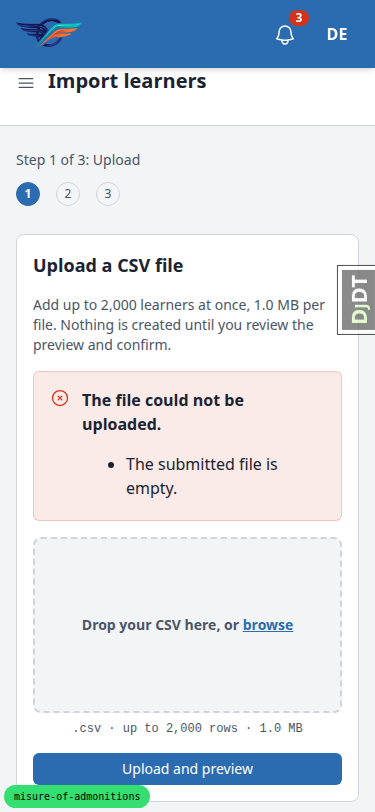 3
DE
Import learners
Step 1 of 3: Upload
1 2 3
Upload a CSV file
Add up to 2,000 learners at once, 1.0 MB per
file. Nothing is created until you review the
preview and confirm.
DJDT
The file could not be
uploaded.
• The submitted file is
empty.
Drop your CSV here, or browse
.csv · up to 2,000 rows · 1.0 MB
Upload and preview
misure-of-admonitions